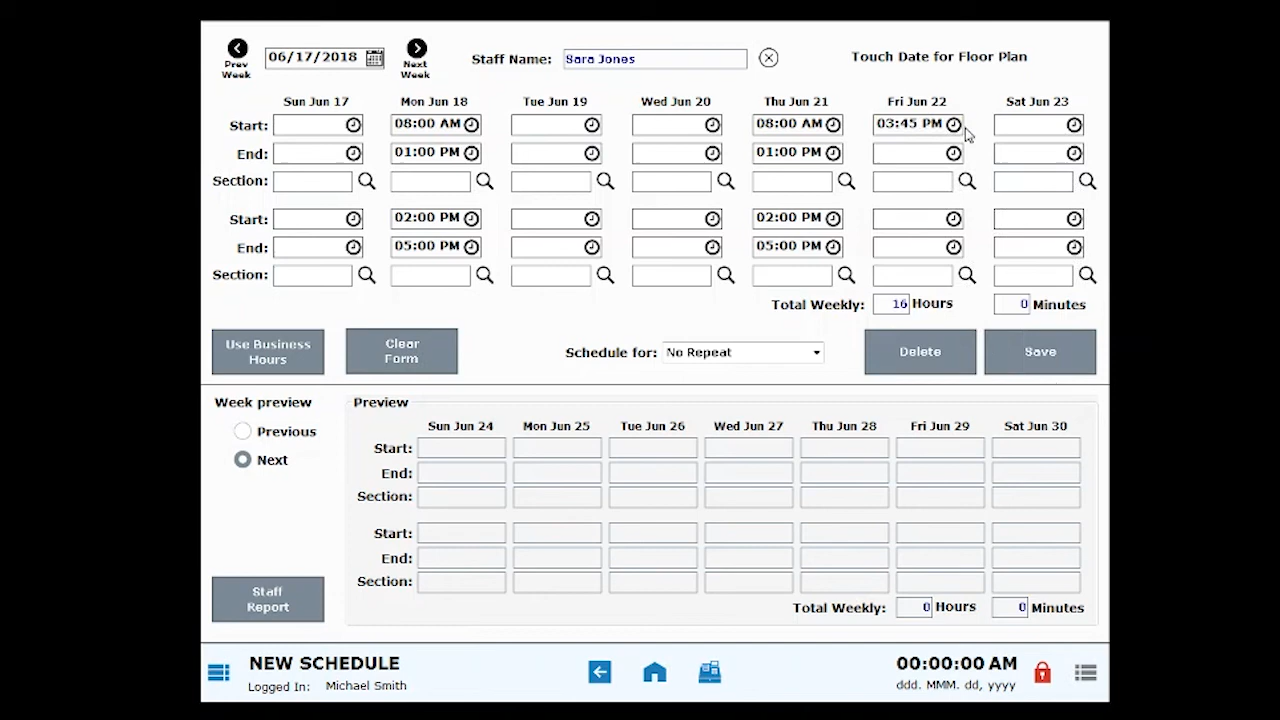 Prev Week
06/17/2018
Next Week
Staff Name: Sara Jones
Touch Date for Floor Plan
Sun Jun 17 Mon Jun 18 Tue Jun 19 Wed Jun 20 Thu Jun 21 Fri Jun 22 Sat Jun 23
Start: 08:00 AM 08:00 AM 03:45 PM
End: 01:00 PM 01:00 PM
Section:
Start: 02:00 PM 02:00 PM
End: 05:00 PM 05:00 PM
Section:
Total Weekly: 16 Hours 0 Minutes
Use Business
Hours
Clear
Form
Schedule for: No Repeat
Delete
Save
Week preview
Previous
Next
Preview
Sun Jun 24 Mon Jun 25 Tue Jun 26 Wed Jun 27 Thu Jun 28 Fri Jun 29 Sat Jun 30
Start:
End:
Section:
Start:
End:
Section:
Total Weekly: 0 Hours 0 Minutes
Staff
Report
NEW SCHEDULE
Logged In: Michael Smith
00:00:00 AM
ddd. MMM. dd, yyyy